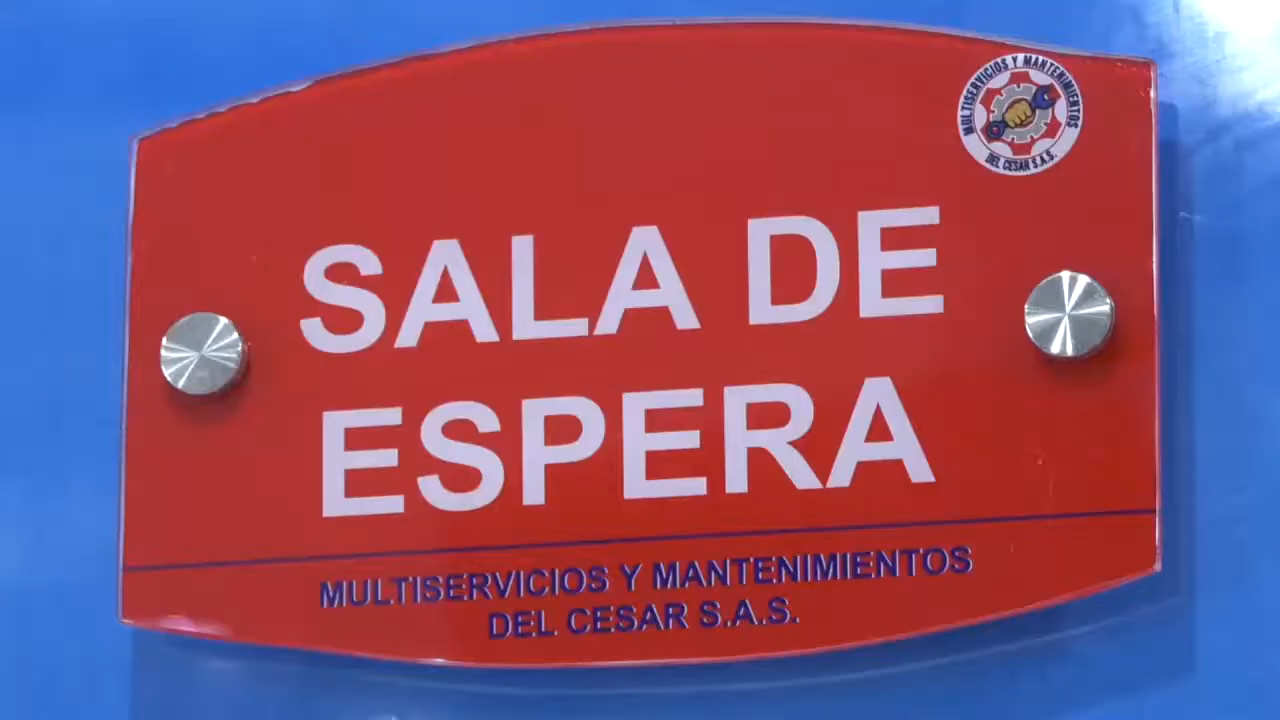 MULTISERVICIOS Y MANTENIMIENTOS
DEL CESAR S.A.S.
SALA DE
ESPERA
MULTISERVICIOS Y MANTENIMIENTOS
DEL CESAR S.A.S.